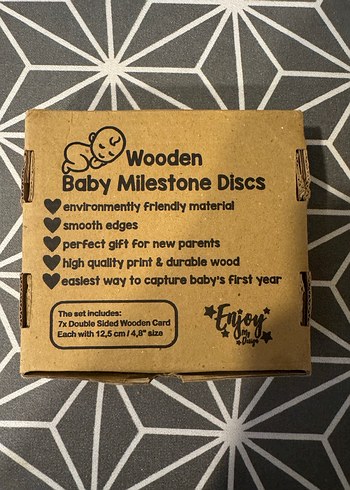 Wooden
Baby Milestone Discs
environmently friendly material
smooth edges
perfect gift for new parents
high quality print & durable wood
easiest way to capture baby's first year
The set includes:
7x Double Sided Wooden Card
Each with 12,5 cm / 4,8" size
Enjoy
My
Design